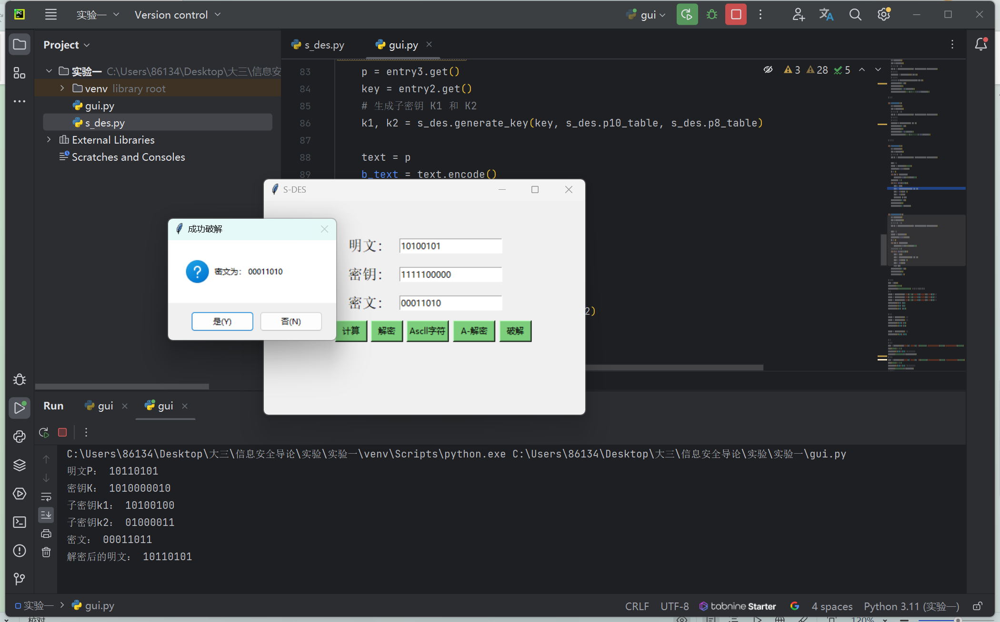 PC
实验一
Version control
gui
Project
s_des.py
gui.py
实验一 C:\Users\86134\Desktop\大三\信息安
venv library root
gui.py
s_des.py
External Libraries
Scratches and Consoles
3 28 5
83 p = entry3.get()
84 key = entry2.get()
85 # 生成子密钥 K1 和 K2
86 k1, k2 = s_des.generate_key(key, s_des.p10_table, s_des.p8_table)
87
88 text = p
89 b_text = text.encode()
2)
S-DES
明文：
10100101
密钥：
1111100000
密文：
00011010
计算
解密
Ascll字符
A-解密
破解
成功破解
密文为： 00011010
是(Y)
否(N)
Run
gui
gui
C:\Users\86134\Desktop\大三\信息安全导论\实验\实验一\venv\Scripts\python.exe C:\Users\86134\Desktop\大三\信息安全导论\实验\实验一\gui.py
明文P： 10110101
密钥K： 1010000010
子密钥k1： 10100100
子密钥k2： 01000011
密文： 00011011
解密后的明文： 10110101
实验一 > gui.py
CRLF
UTF-8
tabnine Starter
4 spaces
Python 3.11 (实验一)
校对
120%